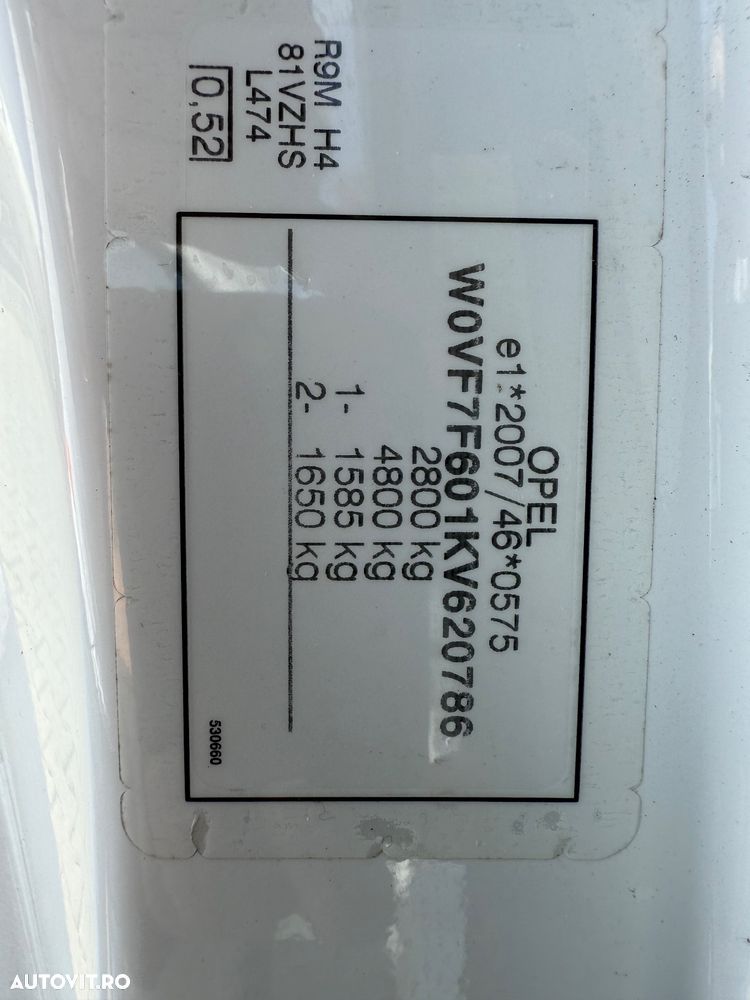 OPEL
e1*2007/46*0575
W0VF7F601KV620786
2800 kg
4800 kg
1- 1585 kg
2- 1650 kg
530660
R9M H4
81VZHS
L474
0,52
AUTOVIT.RO